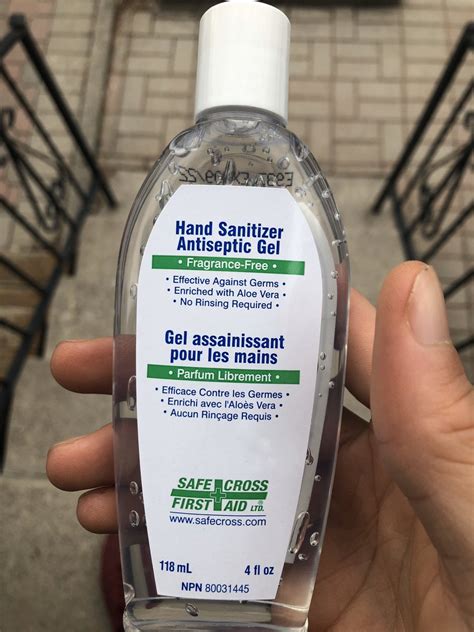 Hand Sanitizer
Antiseptic Gel
• Fragrance-Free •
• Effective Against Germs •
• Enriched with Aloe Vera •
• No Rinsing Required •
Gel assainissant
pour les mains
• Parfum Librement •
• Efficace Contre les Germes •
• Enrichi avec l'Aloès Vera •
• Aucun Rinçage Requis •
SAFE CROSS
FIRST AID LTD.
®
www.safecross.com
118 mL 4 fl oz
NPN 80031445